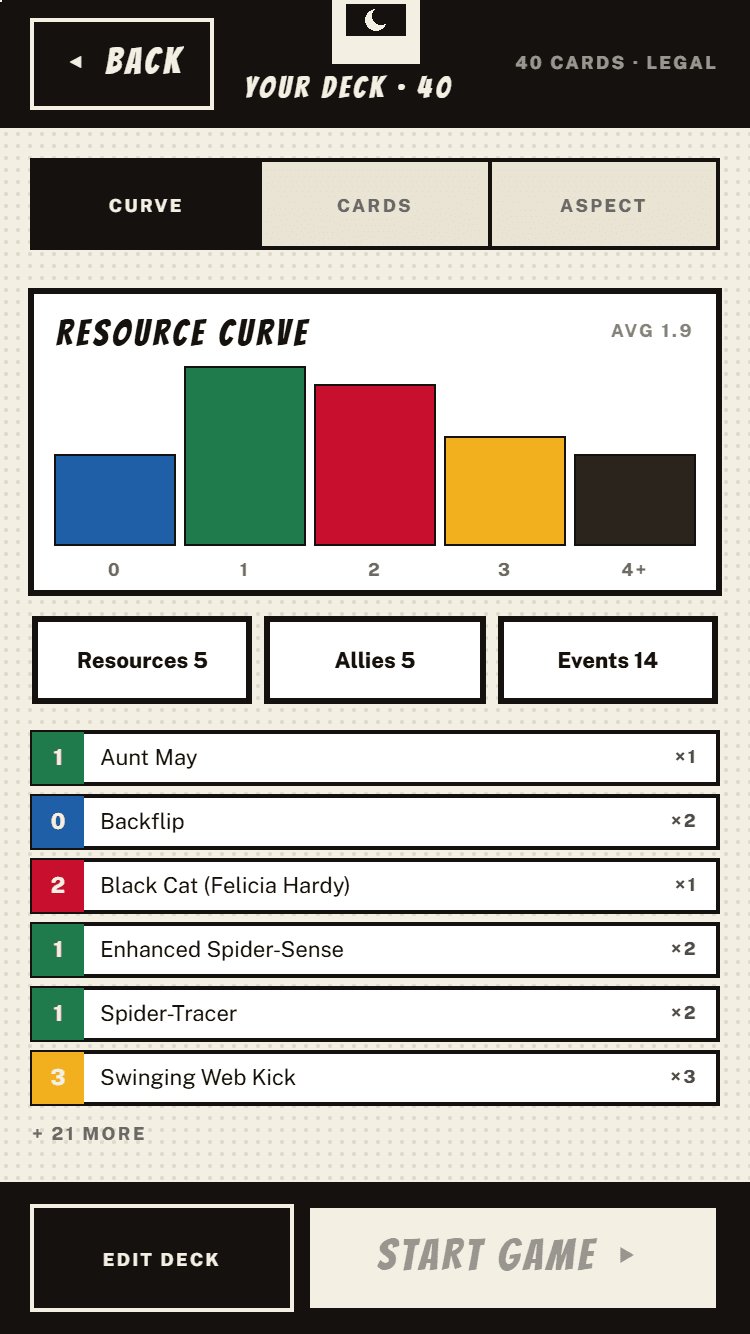 ◄ BACK
YOUR DECK · 40
40 CARDS · LEGAL
CURVE
CARDS
ASPECT
RESOURCE CURVE
AVG 1.9
0 1 2 3 4+
Resources 5
Allies 5
Events 14
1 Aunt May ×1
0 Backflip ×2
2 Black Cat (Felicia Hardy) ×1
1 Enhanced Spider-Sense ×2
1 Spider-Tracer ×2
3 Swinging Web Kick ×3
+ 21 MORE
EDIT DECK
START GAME ►